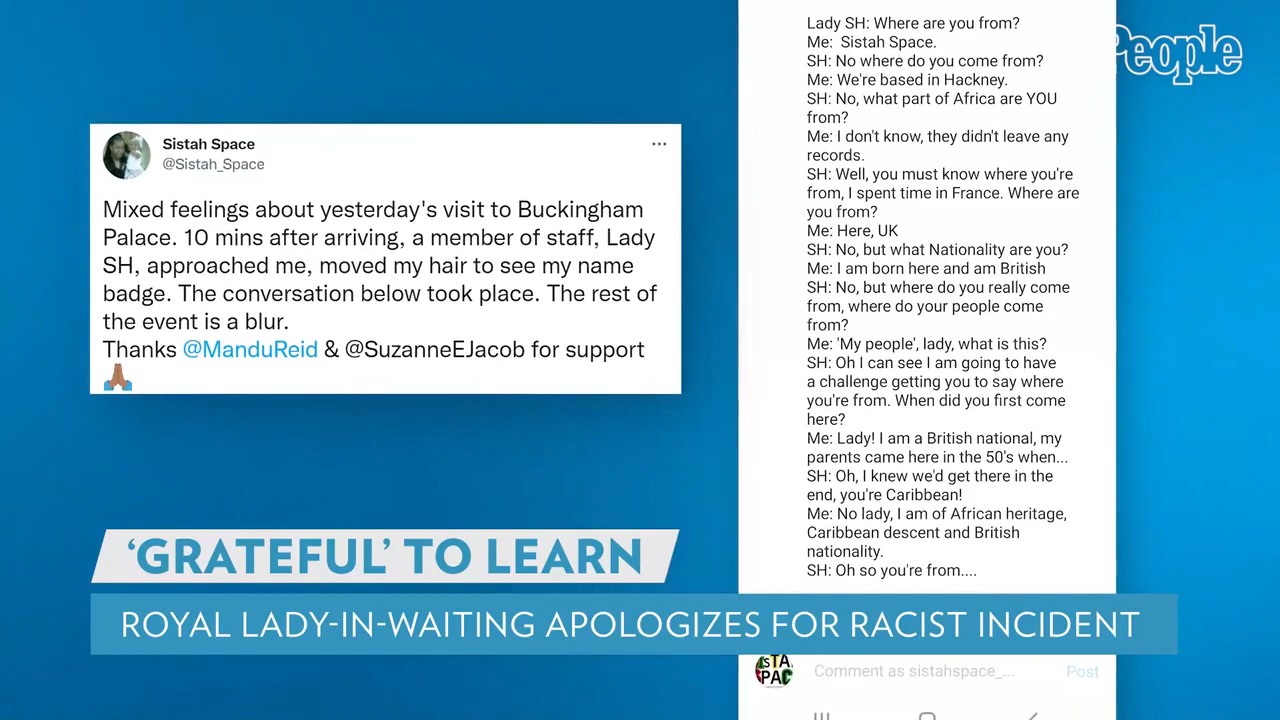 People
Sistah Space
@Sistah_Space
Mixed feelings about yesterday's visit to Buckingham
Palace. 10 mins after arriving, a member of staff, Lady
SH, approached me, moved my hair to see my name
badge. The conversation below took place. The rest of
the event is a blur.
Thanks @ManduReid & @SuzanneEJacob for support
Lady SH: Where are you from?
Me:  Sistah Space.
SH: No where do you come from?
Me: We're based in Hackney.
SH: No, what part of Africa are YOU
from?
Me: I don't know, they didn't leave any
records.
SH: Well, you must know where you're
from, I spent time in France. Where are
you from?
Me: Here, UK
SH: No, but what Nationality are you?
Me: I am born here and am British
SH: No, but where do you really come
from, where do your people come
from?
Me: 'My people', lady, what is this?
SH: Oh I can see I am going to have
a challenge getting you to say where
you're from. When did you first come
here?
Me: Lady! I am a British national, my
parents came here in the 50's when...
SH: Oh, I knew we'd get there in the
end, you're Caribbean!
Me: No lady, I am of African heritage,
Caribbean descent and British
nationality.
SH: Oh so you're from....
'GRATEFUL' TO LEARN
ROYAL LADY-IN-WAITING APOLOGIZES FOR RACIST INCIDENT
iSTA
PAC
Comment as sistahspace_...
Post